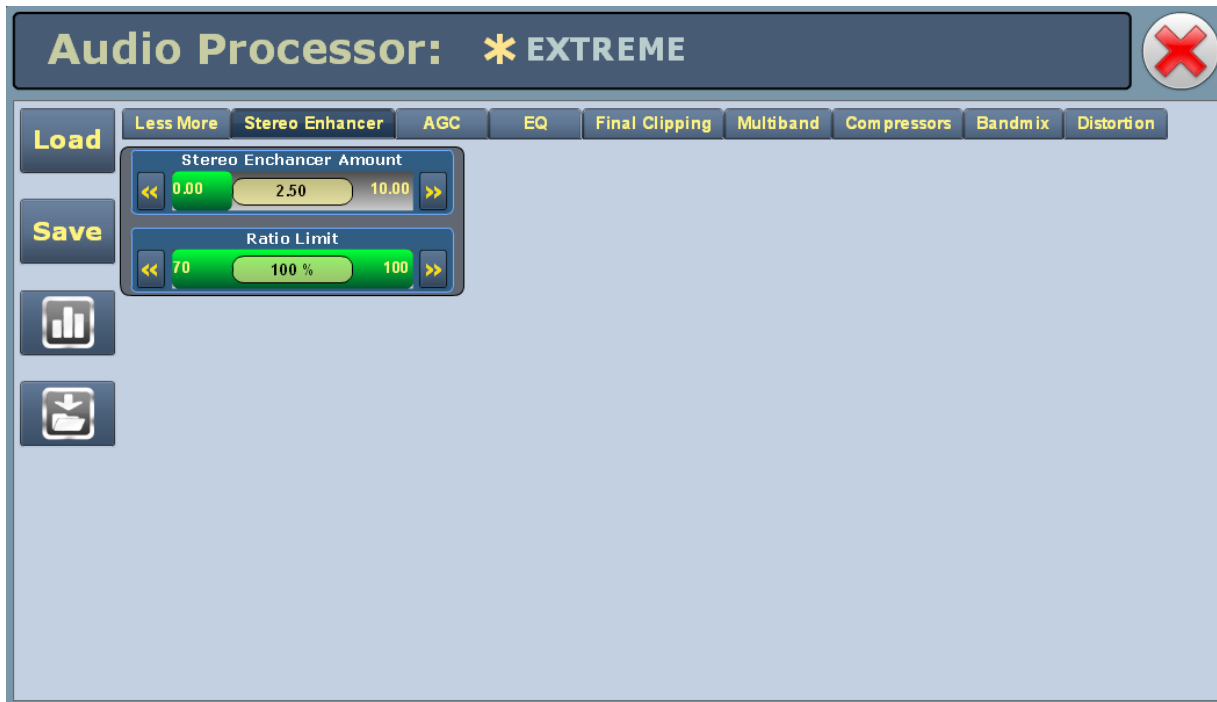 Audio Processor: * EXTREME
Load
Save
Less More Stereo Enhancer AGC EQ Final Clipping Multiband Compressors Bandmix Distortion
Stereo Enchancer Amount
« 0.00 2.50 10.00 »
Ratio Limit
« 70 100 % 100 »